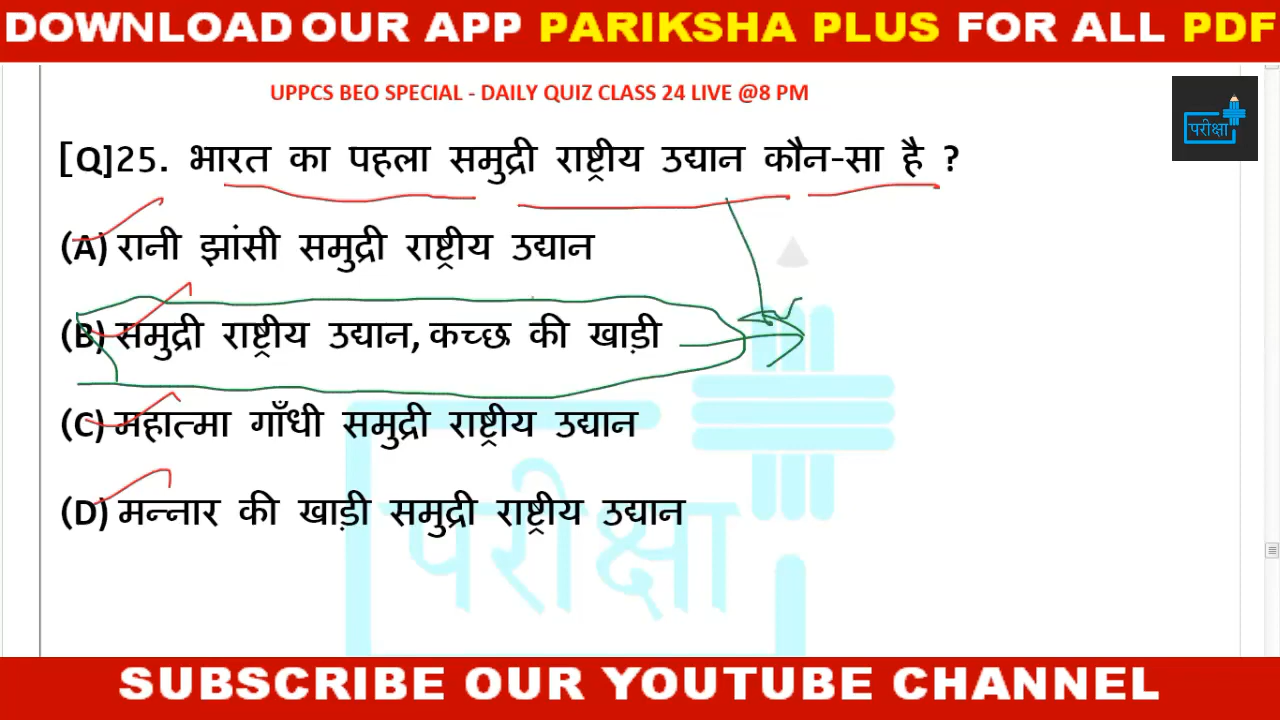 DOWNLOAD OUR APP PARIKSHA PLUS FOR ALL PDF
UPPCS BEO SPECIAL - DAILY QUIZ CLASS 24 LIVE @8 PM
परीक्षा
[Q]25. भारत का पहला समुद्री राष्ट्रीय उद्यान कौन-सा है ?
(A) रानी झांसी समुद्री राष्ट्रीय उद्यान
(B) समुद्री राष्ट्रीय उद्यान, कच्छ की खाड़ी
(C) महात्मा गाँधी समुद्री राष्ट्रीय उद्यान
(D) मन्नार की खाड़ी समुद्री राष्ट्रीय उद्यान
परीक्षा
SUBSCRIBE OUR YOUTUBE CHANNEL